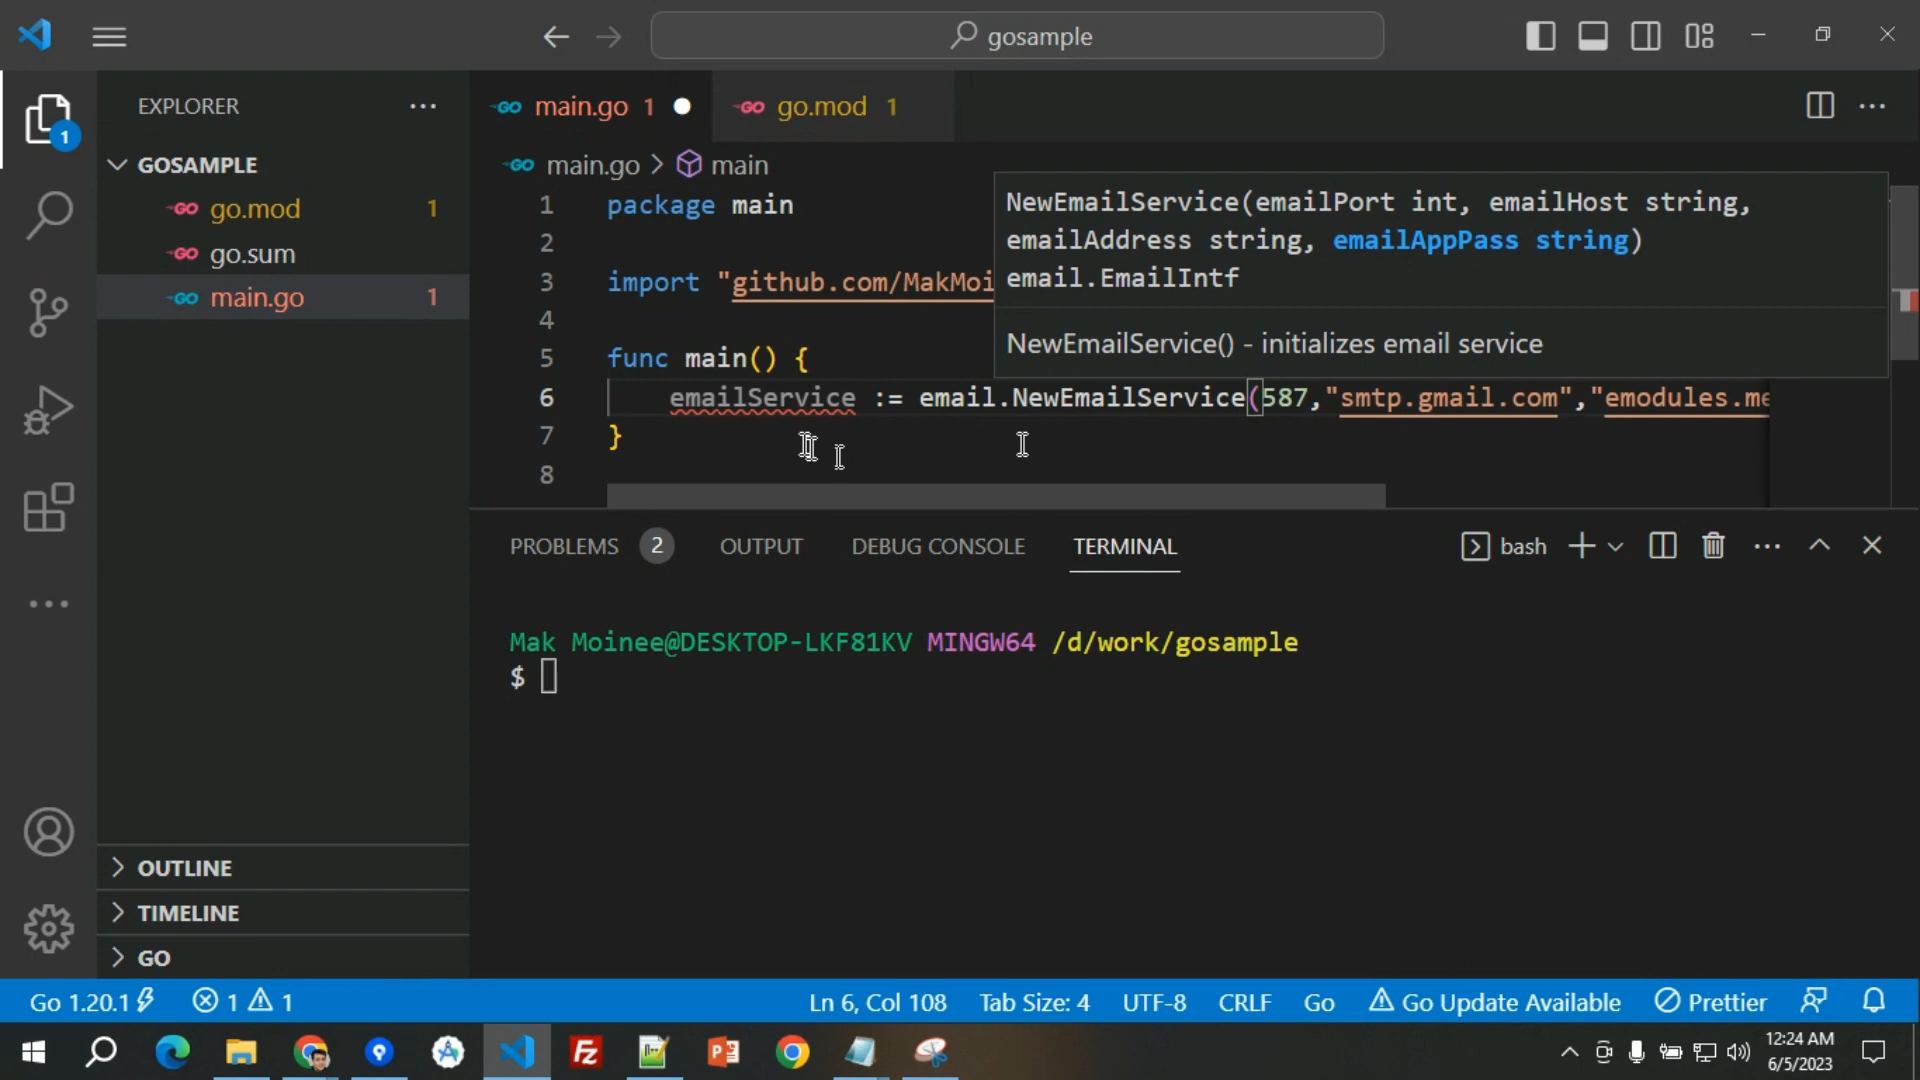 gosample
EXPLORER
main.go 1
go.mod 1
1
GOSAMPLE
main.go > main
go.mod 1
go.sum
main.go 1
1 package main
2
3 import "github.com/MakMoi
4
5 func main() {
6 emailService := email.NewEmailService(587,"smtp.gmail.com","emodules.me
7 }
8
NewEmailService(emailPort int, emailHost string,
emailAddress string, emailAppPass string)
email.EmailIntf
NewEmailService() - initializes email service
PROBLEMS 2 OUTPUT DEBUG CONSOLE TERMINAL
bash
Mak Moinee@DESKTOP-LKF81KV MINGW64 /d/work/gosample
$
OUTLINE
TIMELINE
GO
Go 1.20.1 1 1 Ln 6, Col 108 Tab Size: 4 UTF-8 CRLF Go Go Update Available Prettier
12:24 AM
6/5/2023